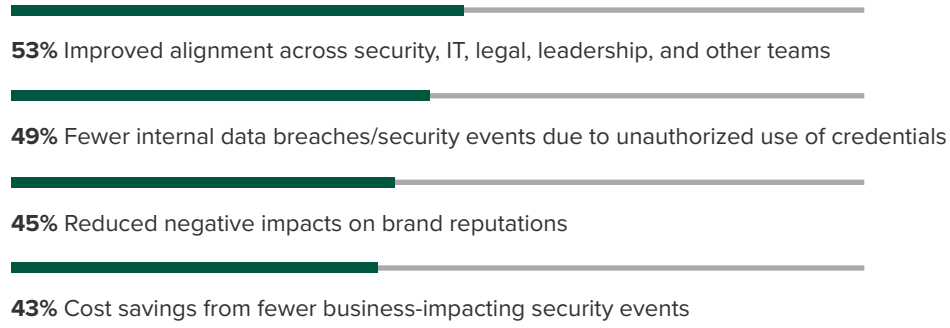 53% Improved alignment across security, IT, legal, leadership, and other teams
49% Fewer internal data breaches/security events due to unauthorized use of credentials
45% Reduced negative impacts on brand reputations
43% Cost savings from fewer business-impacting security events